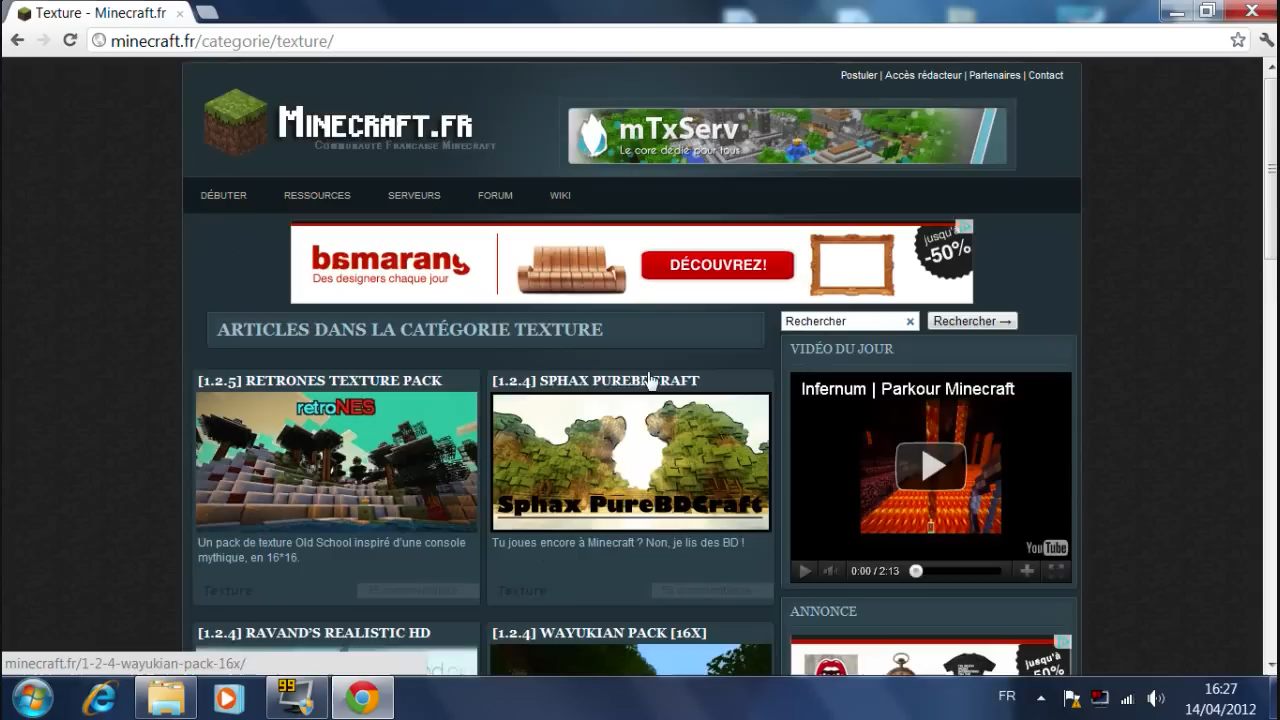 Texture - Minecraft.fr
minecraft.fr/categorie/texture/
Postuler | Accès rédacteur | Partenaires | Contact
MINECRAFT.FR
COMMUNAUTÉ FRANÇAISE MINECRAFT
mTxServ
Le core dédié pour tous
DÉBUTER RESSOURCES SERVEURS FORUM WIKI
bamarang
Des designers chaque jour
DÉCOUVREZ!
jusqu'à
-50%
ARTICLES DANS LA CATÉGORIE TEXTURE
Rechercher
Rechercher →
VIDÉO DU JOUR
[1.2.5] RETRONES TEXTURE PACK
retroNES
Un pack de texture Old School inspiré d'une console
mythique, en 16*16.
Texture
[1.2.4] SPHAX PUREBDCRAFT
Sphax PureBDCraft
Tu joues encore à Minecraft ? Non, je lis des BD !
Texture
Infernum | Parkour Minecraft
YouTube
0:00 / 2:13
ANNONCE
jusqu'à
[1.2.4] RAVAND'S REALISTIC HD
[1.2.4] WAYUKIAN PACK [16X]
minecraft.fr/1-2-4-wayukian-pack-16x/
99
FR
16:27
14/04/2012